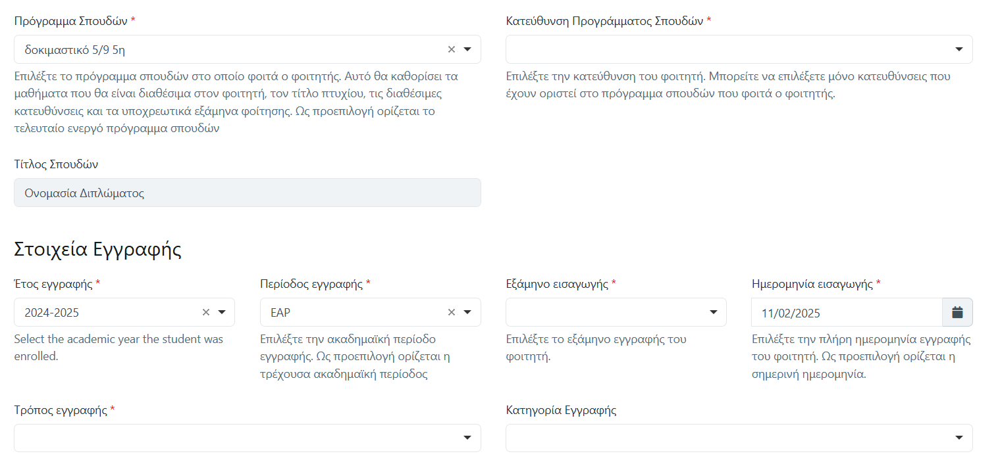 Πρόγραμμα Σπουδών *
δοκιμαστικό 5/9 5η
Επιλέξτε το πρόγραμμα σπουδών στο οποίο φοιτά ο φοιτητής. Αυτό θα καθορίσει τα
μαθήματα που θα είναι διαθέσιμα στον φοιτητή, τον τίτλο πτυχίου, τις διαθέσιμες
κατευθύνσεις και τα υποχρεωτικά εξάμηνα φοίτησης. Ως προεπιλογή ορίζεται το
τελευταίο ενεργό πρόγραμμα σπουδών
Κατεύθυνση Προγράμματος Σπουδών *
Επιλέξτε την κατεύθυνση του φοιτητή. Μπορείτε να επιλέξετε μόνο κατευθύνσεις που
έχουν οριστεί στο πρόγραμμα σπουδών που φοιτά ο φοιτητής.
Τίτλος Σπουδών
Ονομασία Διπλώματος
Στοιχεία Εγγραφής
Έτος εγγραφής *
2024-2025
Select the academic year the student was
enrolled.
Περίοδος εγγραφής *
ΕΑΡ
Επιλέξτε την ακαδημαϊκή περίοδο
εγγραφής. Ως προεπιλογή ορίζεται η
τρέχουσα ακαδημαϊκή περίοδος
Εξάμηνο εισαγωγής *
Επιλέξτε το εξάμηνο εγγραφής του
φοιτητή.
Ημερομηνία εισαγωγής *
11/02/2025
Επιλέξτε την πλήρη ημερομηνία εγγραφής
του φοιτητή. Ως προεπιλογή ορίζεται η
σημερινή ημερομηνία.
Τρόπος εγγραφής *
Κατηγορία Εγγραφής